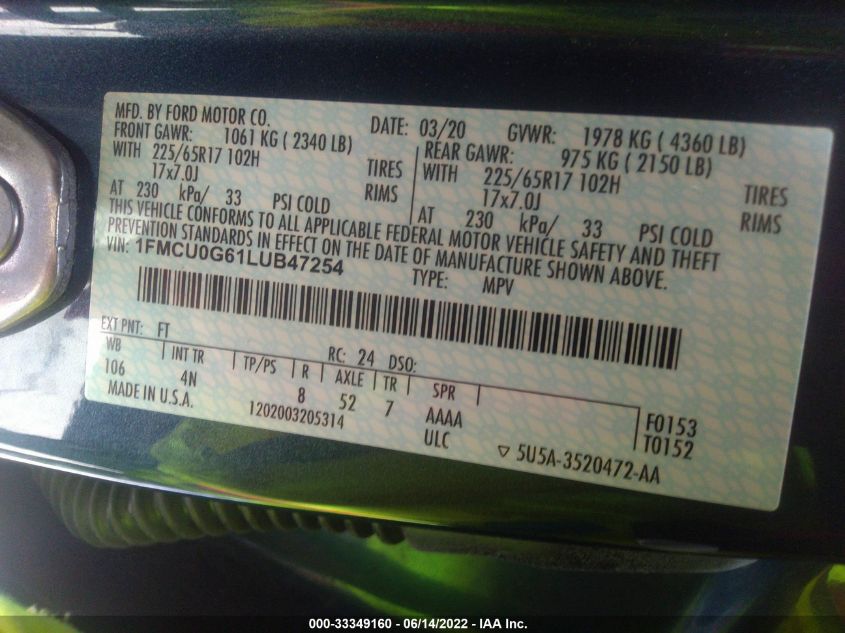 MFD. BY FORD MOTOR CO.
DATE: 03/20 GVWR: 1978 KG ( 4360 LB)
FRONT GAWR: 1061 KG ( 2340 LB)
WITH 225/65R17 102H TIRES
17x7.0J RIMS
AT 230 kPa/ 33 PSI COLD
REAR GAWR: 975 KG ( 2150 LB)
WITH 225/65R17 102H TIRES
17x7.0J RIMS
AT 230 kPa/ 33 PSI COLD
THIS VEHICLE CONFORMS TO ALL APPLICABLE FEDERAL MOTOR VEHICLE SAFETY AND THEFT
PREVENTION STANDARDS IN EFFECT ON THE DATE OF MANUFACTURE SHOWN ABOVE.
VIN: 1FMCU0G61LUB47254 TYPE: MPV
EXT PNT: FT RC: 24 DSO:
WB INT TR TP/PS R AXLE TR SPR
106 4N 8 52 7 AAAA F0153
MADE IN U.S.A. 1202003205314 ULC T0152
▽ 5U5A-3520472-AA
000-33349160 - 06/14/2022 - IAA Inc.